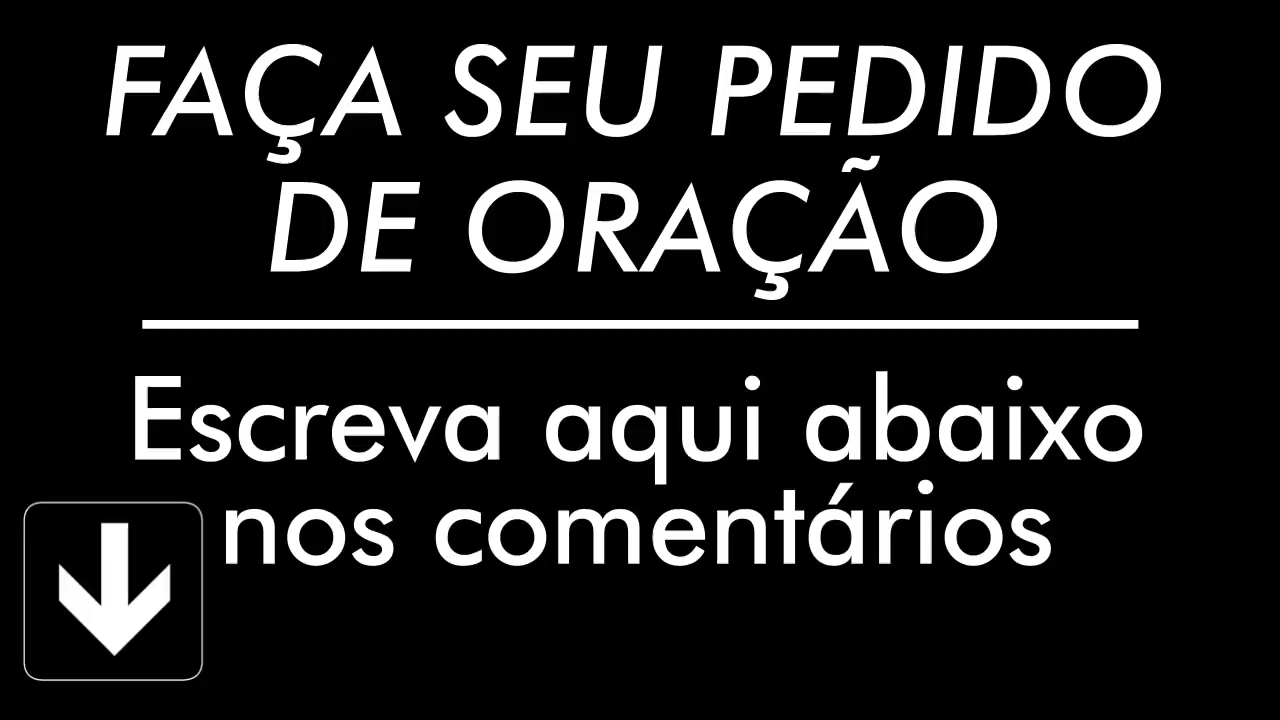 FAÇA SEU PEDIDO
DE ORAÇÃO
Escreva aqui abaixo
nos comentários